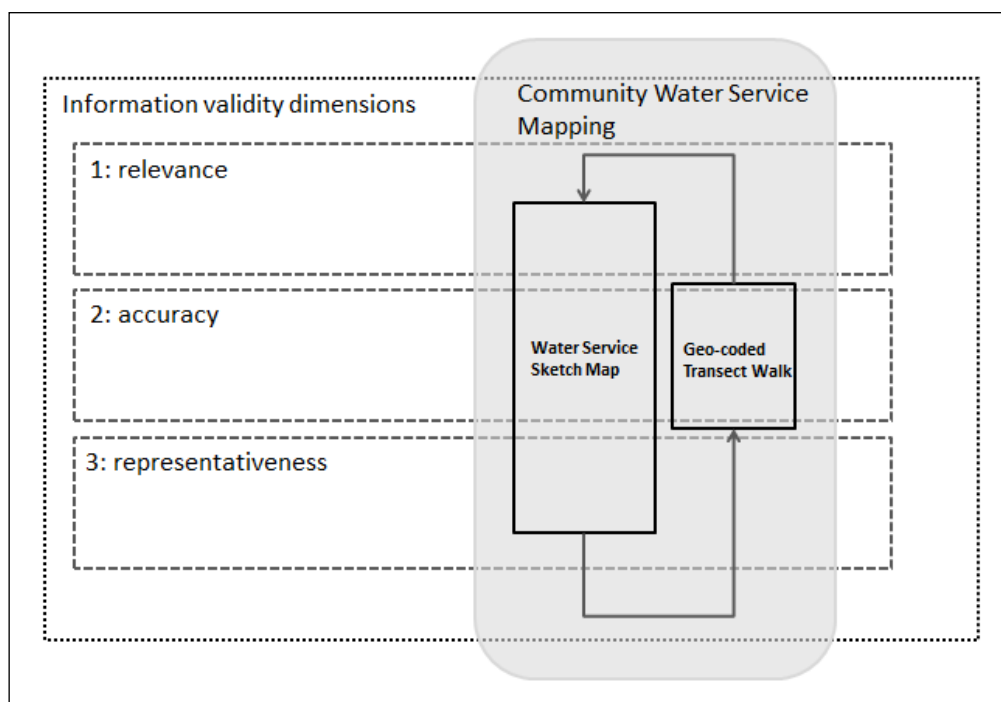 Information validity dimensions
Community Water Service
Mapping
1: relevance
2: accuracy
Water Service
Sketch Map
Geo-coded
Transect Walk
3: representativeness